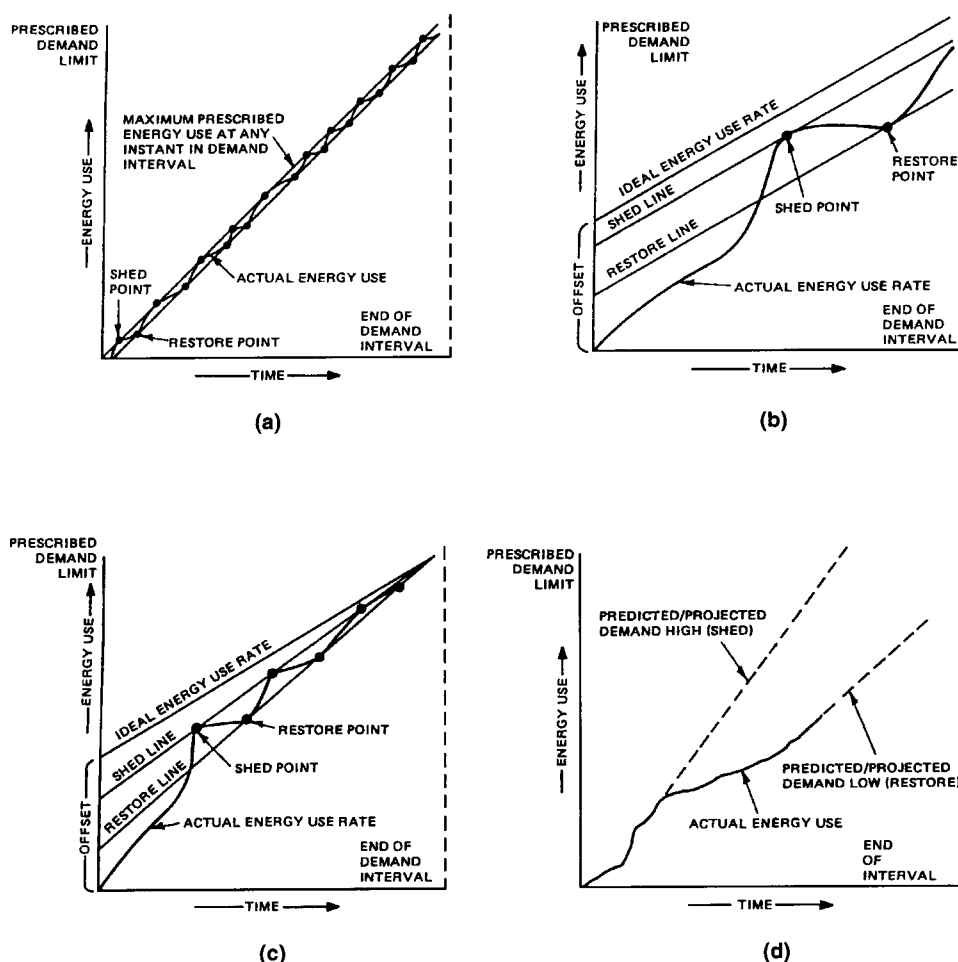 PRESCRIBED
DEMAND
LIMIT
MAXIMUM PRESCRIBED
ENERGY USE AT ANY
INSTANT IN DEMAND
INTERVAL
ENERGY USE
ACTUAL ENERGY USE
SHED
POINT
RESTORE POINT
END OF
DEMAND
INTERVAL
TIME
(a)
PRESCRIBED
DEMAND
LIMIT
ENERGY USE
IDEAL ENERGY USE RATE
SHED LINE
RESTORE LINE
OFFSET
SHED POINT
RESTORE
POINT
ACTUAL ENERGY USE RATE
END OF
DEMAND
INTERVAL
TIME
(b)
PRESCRIBED
DEMAND
LIMIT
ENERGY USE
IDEAL ENERGY USE RATE
SHED LINE
RESTORE LINE
OFFSET
RESTORE POINT
SHED POINT
ACTUAL ENERGY USE RATE
END OF
DEMAND
INTERVAL
TIME
(c)
PRESCRIBED
DEMAND
LIMIT
PREDICTED/PROJECTED
DEMAND HIGH (SHED)
ENERGY USE
PREDICTED/PROJECTED
DEMAND LOW (RESTORE)
ACTUAL ENERGY USE
END
OF
INTERVAL
TIME
(d)